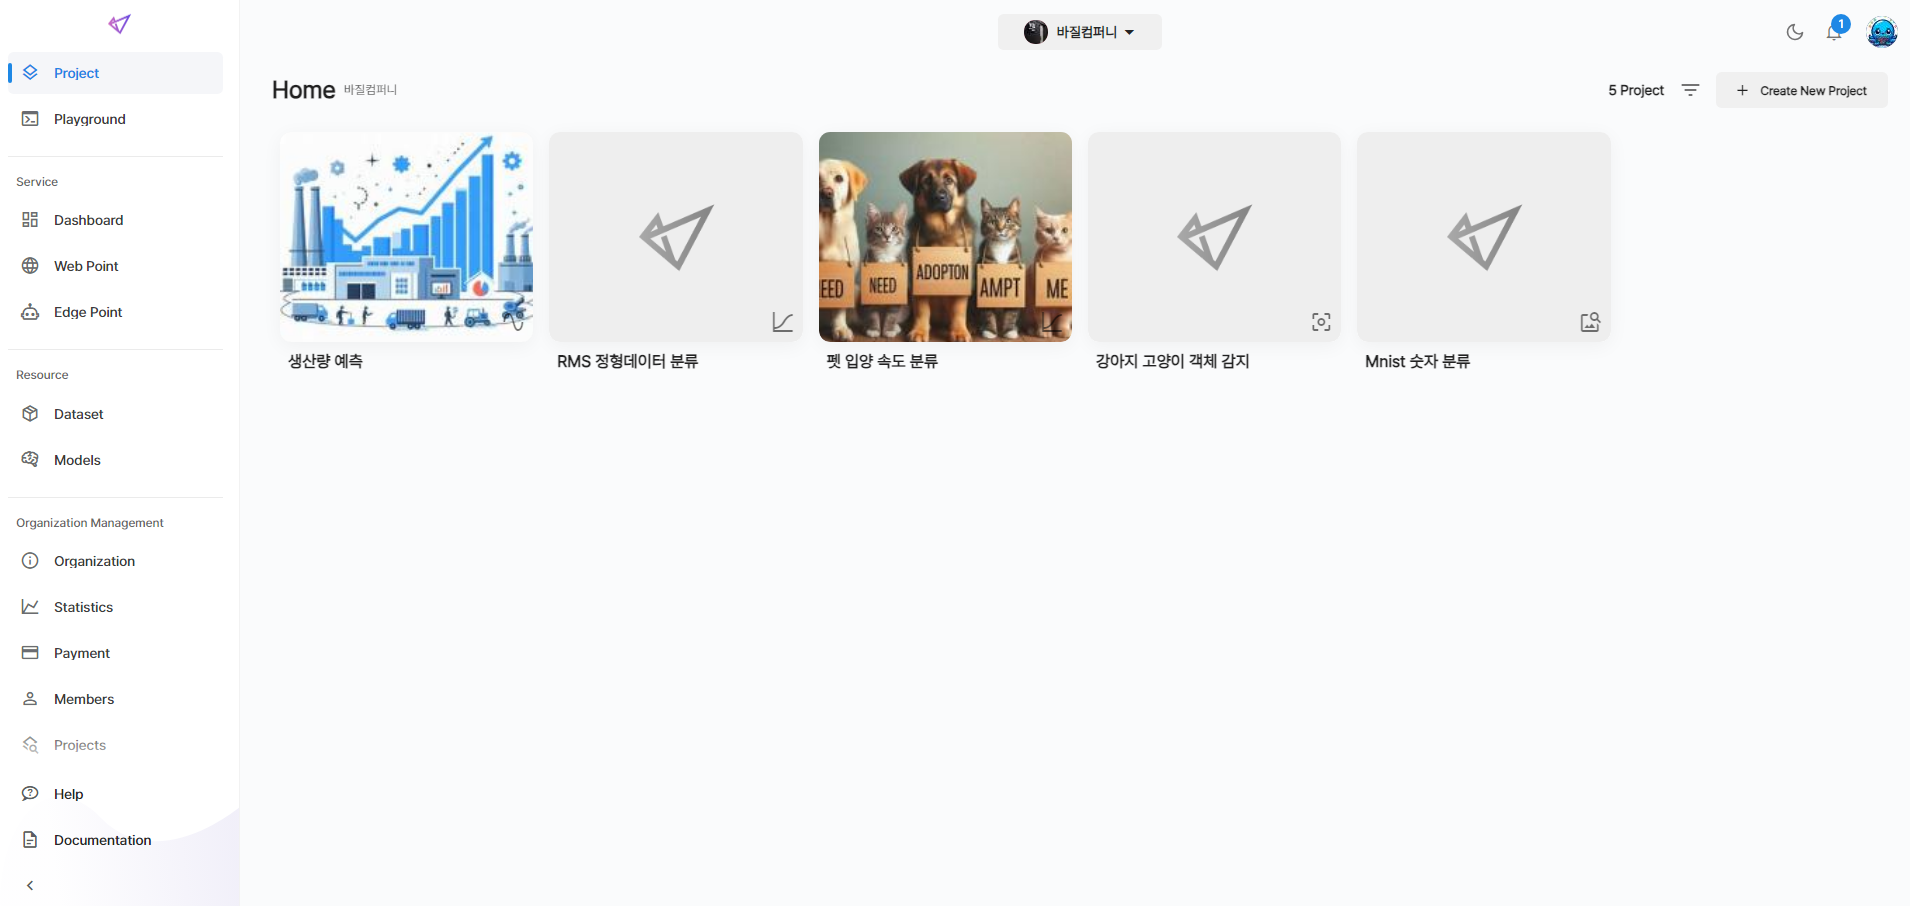 바질컴퍼니
1
Project
Playground
Service
Dashboard
Web Point
Edge Point
Resource
Dataset
Models
Organization Management
Organization
Statistics
Payment
Members
Projects
Help
Documentation
Home 바질컴퍼니
5 Project
Create New Project
EED
NEED
ADOPTON
AMPT
ME
생산량 예측
RMS 정형데이터 분류
펫 입양 속도 분류
강아지 고양이 객체 감지
Mnist 숫자 분류